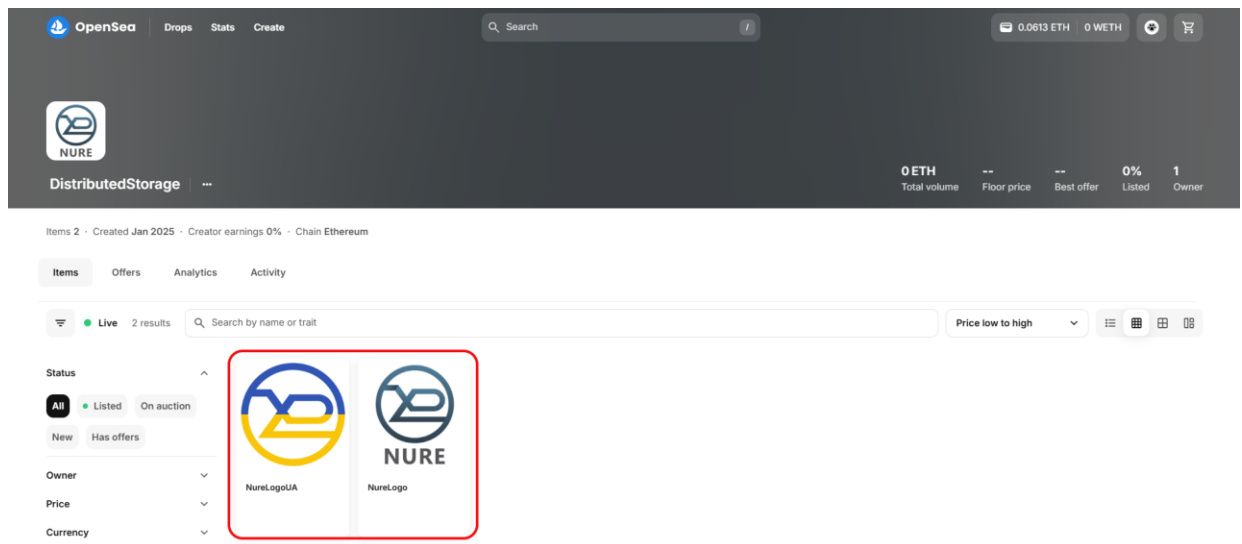 OpenSea Drops Stats Create Search / 0.0613 ETH 0 WETH
NURE
DistributedStorage ...
0 ETH -- -- 0% 1
Total volume Floor price Best offer Listed Owner
Items 2 · Created Jan 2025 · Creator earnings 0% · Chain Ethereum
Items Offers Analytics Activity
Live 2 results Search by name or trait Price low to high
Status
All Listed On auction
New Has offers
Owner
Price
Currency
NURE
NureLogoUA NureLogo